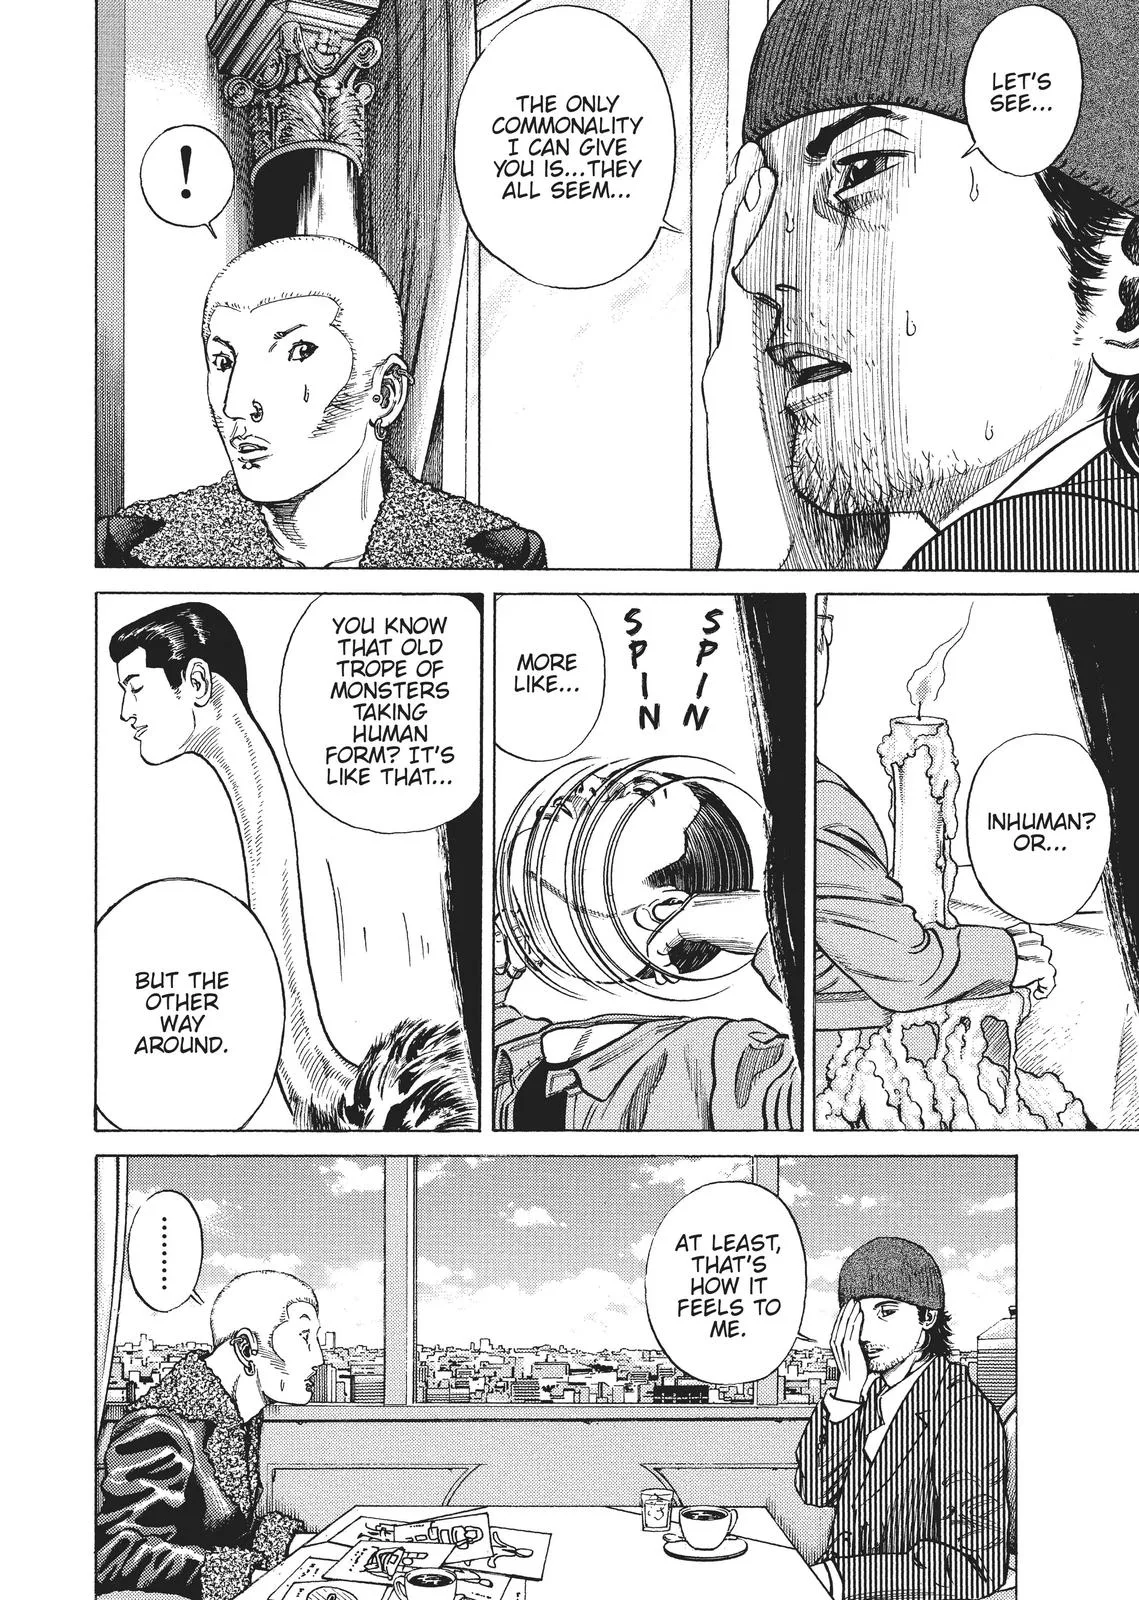 LET'S
SEE...
THE ONLY
COMMONALITY
I CAN GIVE
YOU IS...THEY
ALL SEEM...
!
INHUMAN?
OR...
SPIN
SPIN
MORE
LIKE...
YOU KNOW
THAT OLD
TROPE OF
MONSTERS
TAKING
HUMAN
FORM? IT'S
LIKE THAT...
BUT THE
OTHER
WAY
AROUND.
AT LEAST,
THAT'S
HOW IT
FEELS TO
ME.
........